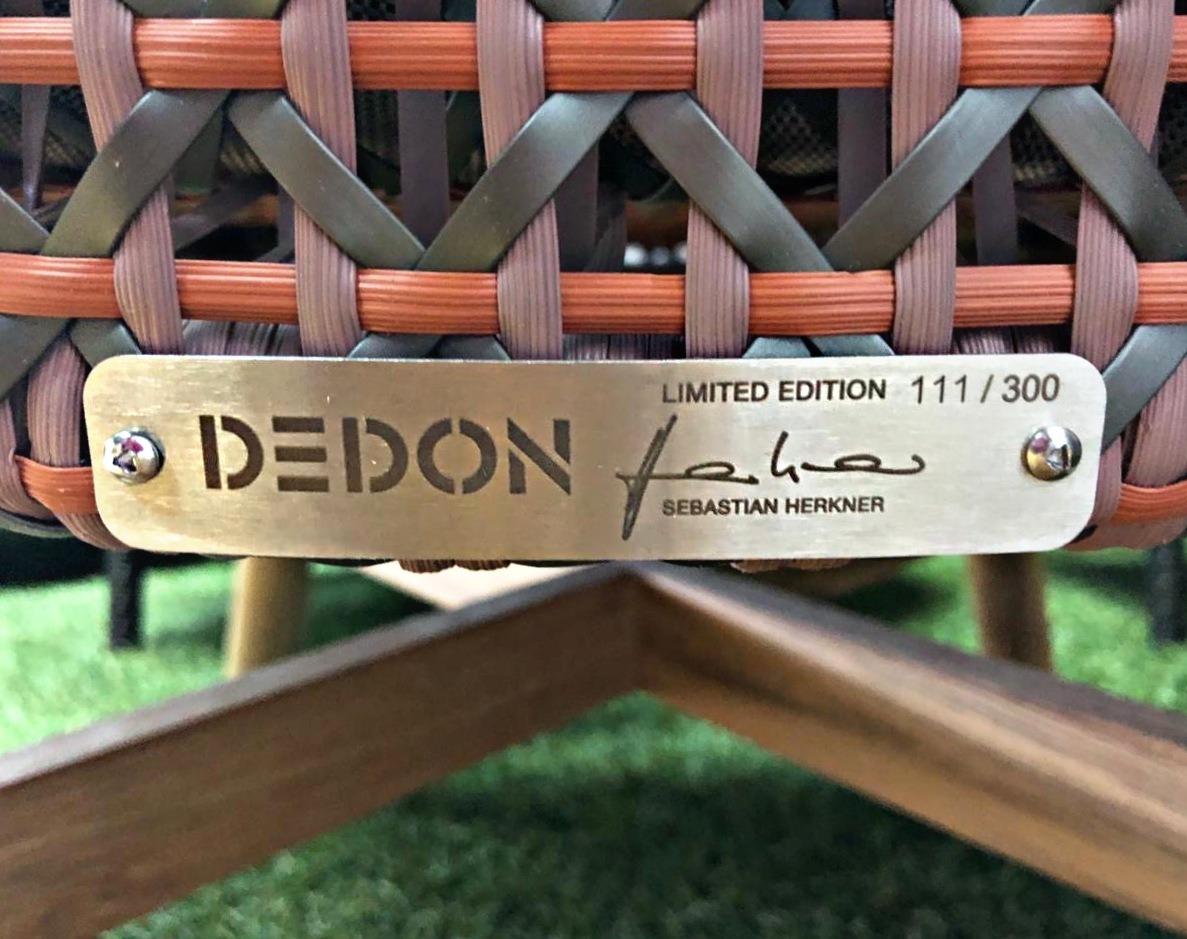 LIMITED EDITION 111 / 300
DEDON
SEBASTIAN HERKNER